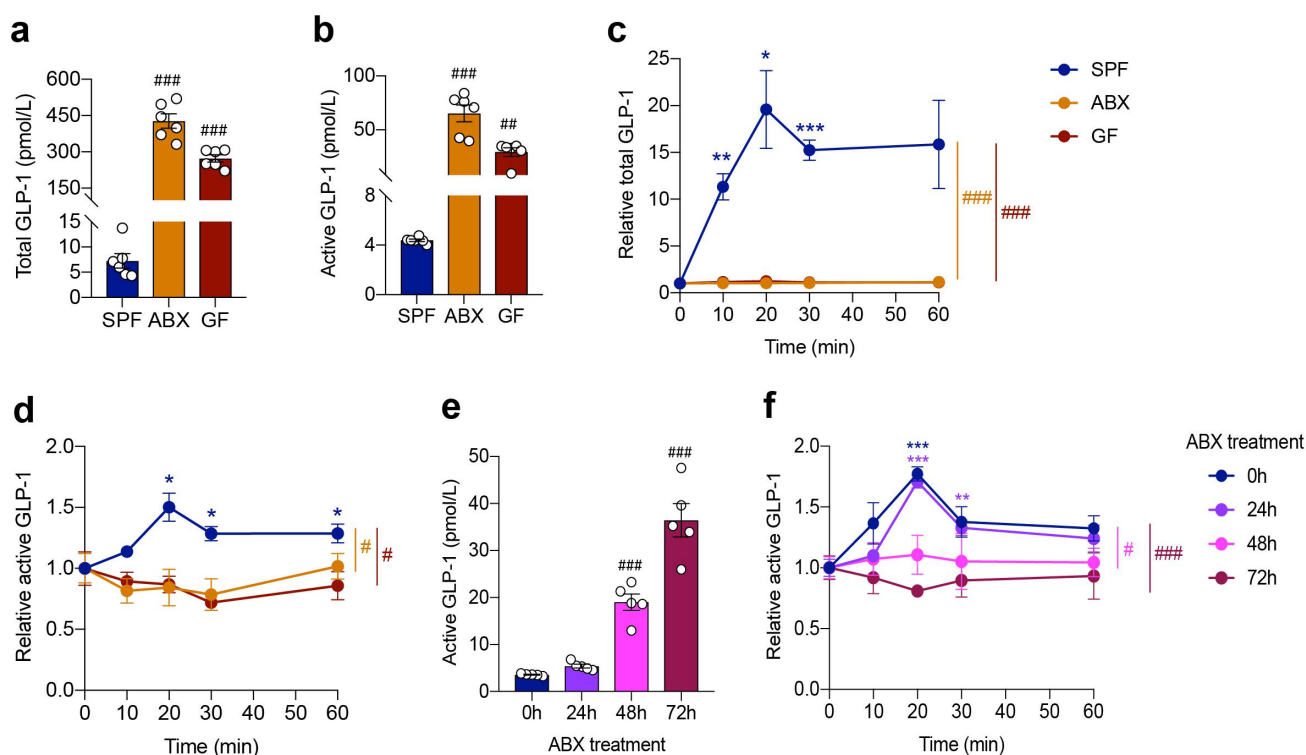 a
###
###
600
450
300
150
15
10
5
0
Total GLP-1 (pmol/L)
SPF ABX GF
b
###
##
100
50
8
4
0
Active GLP-1 (pmol/L)
SPF ABX GF
c
25
20
15
10
5
0
Relative total GLP-1
*
**
***
###
###
0 10 20 30 40 50 60
Time (min)
SPF
ABX
GF
d
2.0
1.5
1.0
0.5
0.0
Relative active GLP-1
*
*
*
#
#
0 10 20 30 40 50 60
Time (min)
e
50
40
30
20
10
0
Active GLP-1 (pmol/L)
###
###
0h 24h 48h 72h
ABX treatment
f
2.0
1.5
1.0
0.5
0.0
Relative active GLP-1
***
***
**
#
###
0 10 20 30 40 50 60
Time (min)
ABX treatment
0h
24h
48h
72h